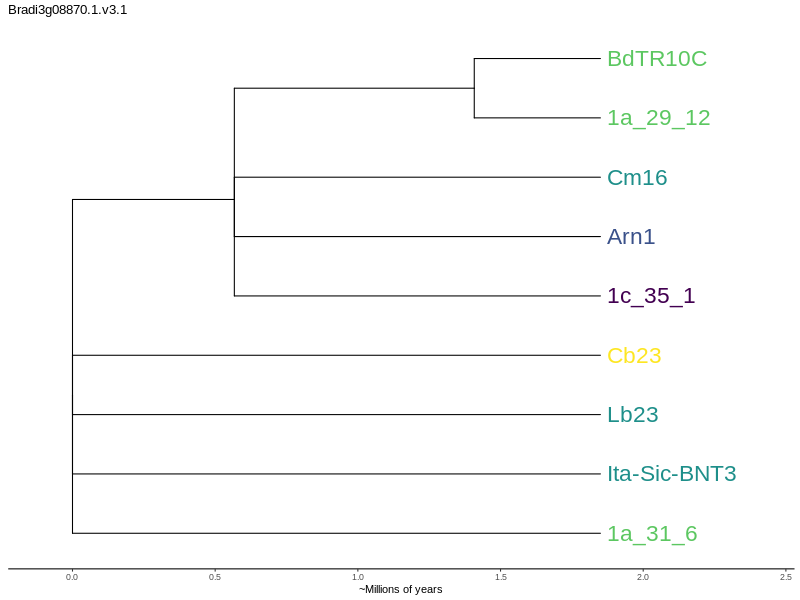 Bradi3g08870.1.v3.1
BdTR10C
1a_29_12
Cm16
Arn1
1c_35_1
Cb23
Lb23
Ita-Sic-BNT3
1a_31_6
0.0 0.5 1.0 1.5 2.0 2.5
~Millions of years